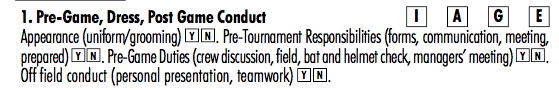 1. Pre-Game, Dress, Post Game Conduct I A G E
Appearance (uniform/grooming) Y N. Pre-Tournament Responsibilities (forms, communication, meeting,
prepared) Y N. Pre-Game Duties (crew discussion, field, bat and helmet check, managers' meeting) Y N.
Off field conduct (personal presentation, teamwork) Y N.